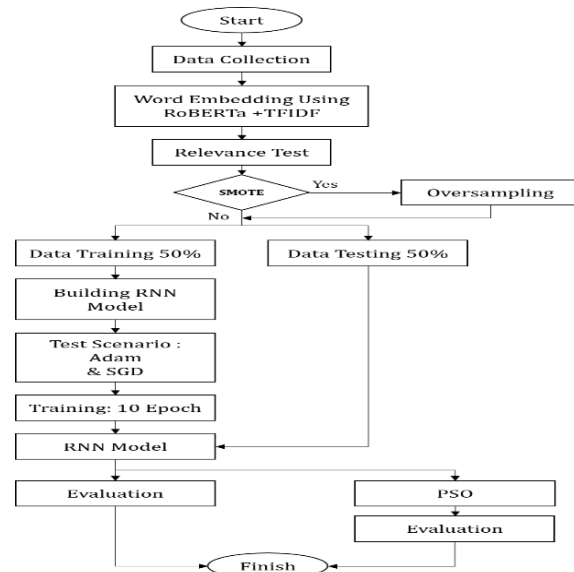 Start
Data Collection
Word Embedding Using
RoBERTa +TFIDF
Relevance Test
SMOTE
Yes
Oversampling
No
Data Training 50%
Data Testing 50%
Building RNN
Model
Test Scenario :
Adam
& SGD
Training: 10 Epoch
RNN Model
Evaluation
PSO
Evaluation
Finish